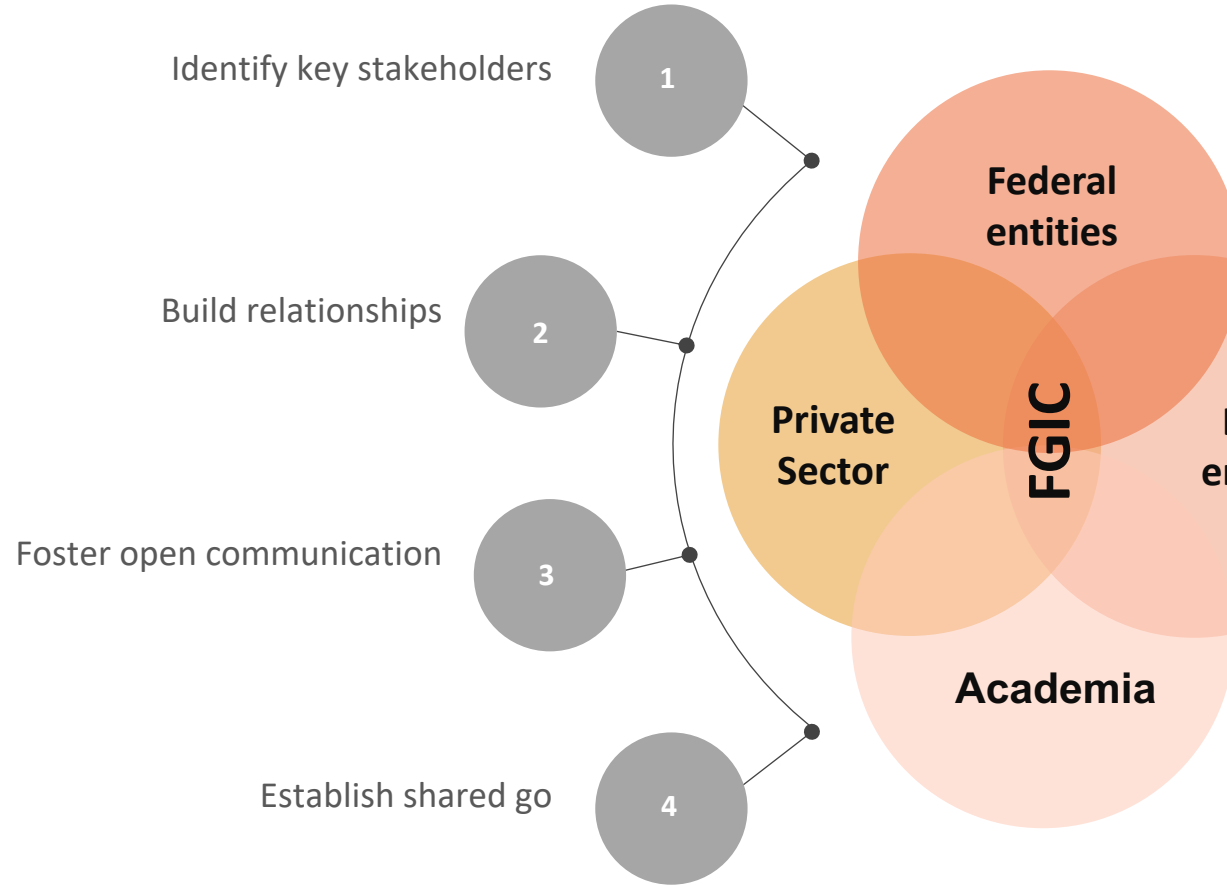 Identify key stakeholders
1
Federal
entities
Build relationships
2
Private
Sector
FGIC
Foster open communication
3
Academia
Establish shared go
4